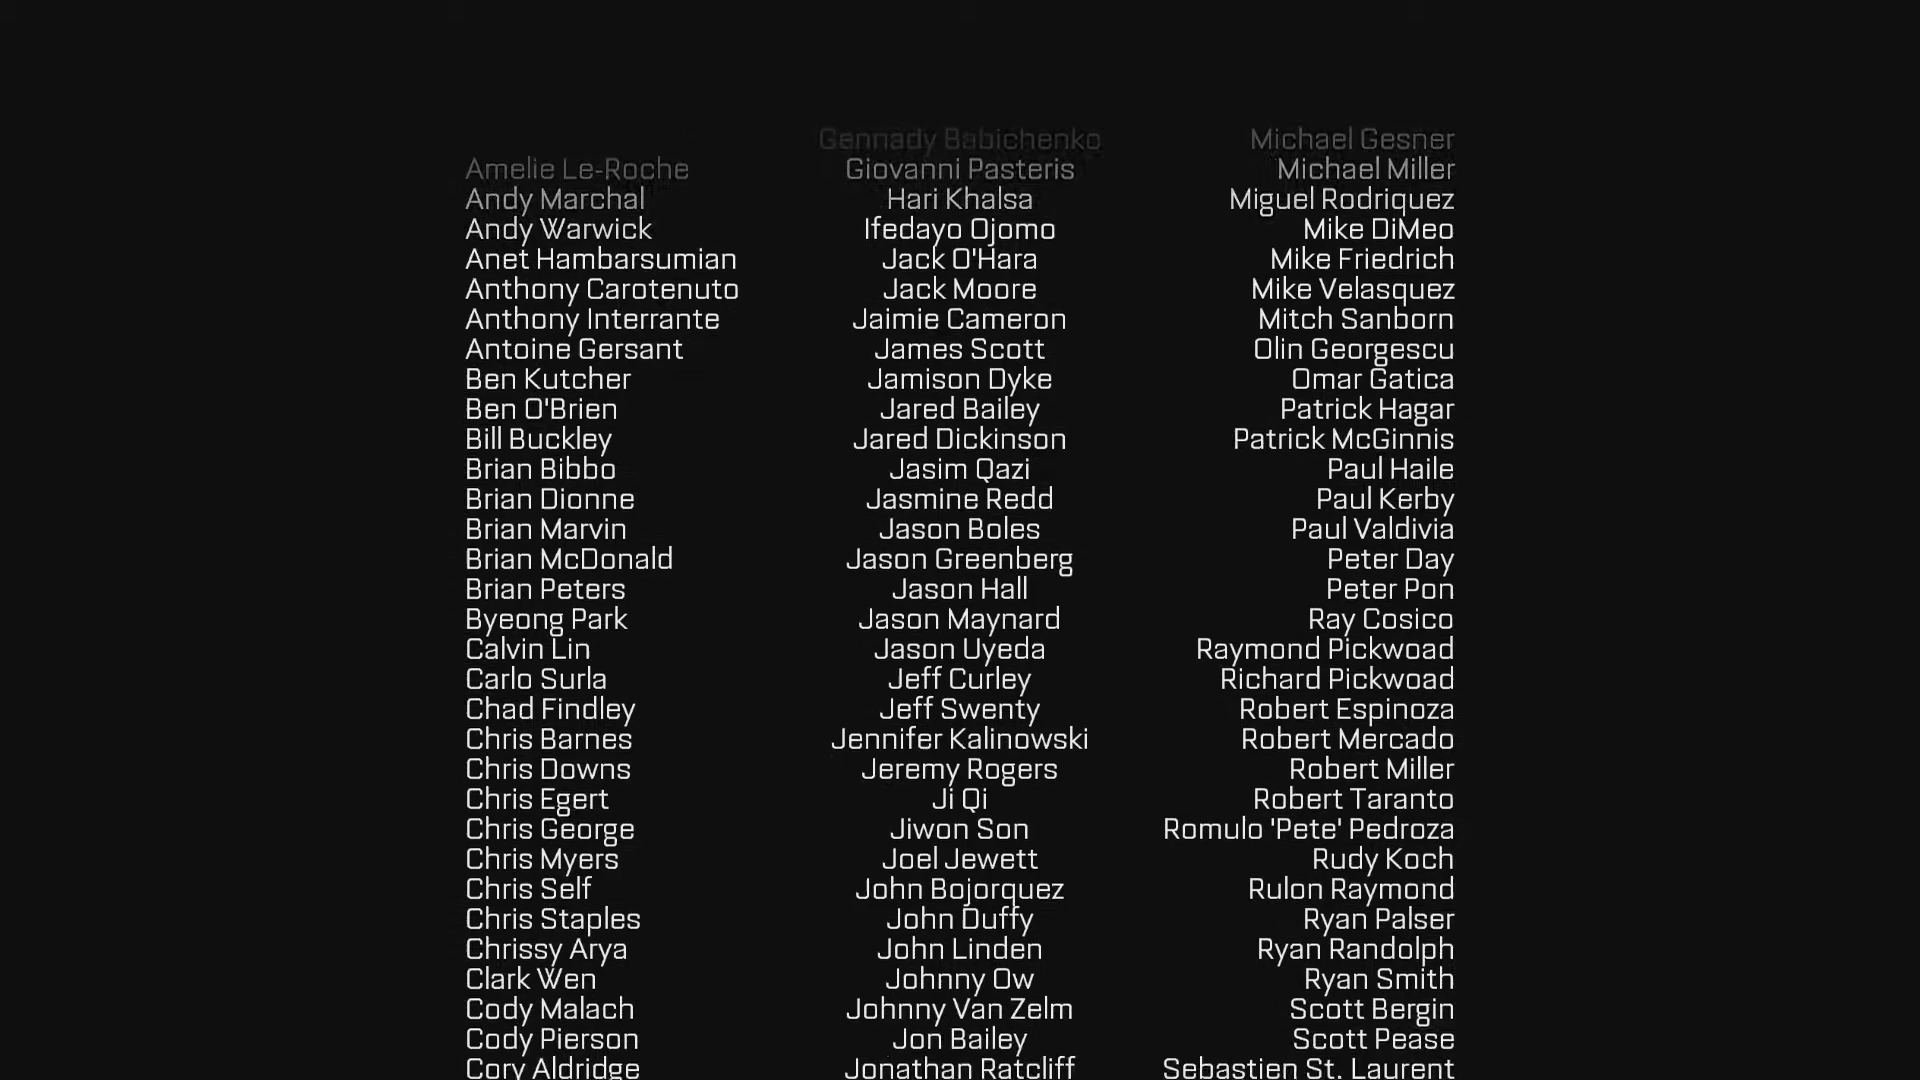 Gennady Babichenko Michael Gesner
Amelie Le-Roche Giovanni Pasteris Michael Miller
Andy Marchal Hari Khalsa Miguel Rodriquez
Andy Warwick Ifedayo Ojomo Mike DiMeo
Anet Hambarsumian Jack O'Hara Mike Friedrich
Anthony Carotenuto Jack Moore Mike Velasquez
Anthony Interrante Jaimie Cameron Mitch Sanborn
Antoine Gersant James Scott Olin Georgescu
Ben Kutcher Jamison Dyke Omar Gatica
Ben O'Brien Jared Bailey Patrick Hagar
Bill Buckley Jared Dickinson Patrick McGinnis
Brian Bibbo Jasim Qazi Paul Haile
Brian Dionne Jasmine Redd Paul Kerby
Brian Marvin Jason Boles Paul Valdivia
Brian McDonald Jason Greenberg Peter Day
Brian Peters Jason Hall Peter Pon
Byeong Park Jason Maynard Ray Cosico
Calvin Lin Jason Uyeda Raymond Pickwoad
Carlo Surla Jeff Curley Richard Pickwoad
Chad Findley Jeff Swenty Robert Espinoza
Chris Barnes Jennifer Kalinowski Robert Mercado
Chris Downs Jeremy Rogers Robert Miller
Chris Egert Ji Qi Robert Taranto
Chris George Jiwon Son Romulo 'Pete' Pedroza
Chris Myers Joel Jewett Rudy Koch
Chris Self John Bojorquez Rulon Raymond
Chris Staples John Duffy Ryan Palser
Chrissy Arya John Linden Ryan Randolph
Clark Wen Johnny Ow Ryan Smith
Cody Malach Johnny Van Zelm Scott Bergin
Cody Pierson Jon Bailey Scott Pease
Cory Aldridge Jonathan Ratcliff Sebastien St. Laurent